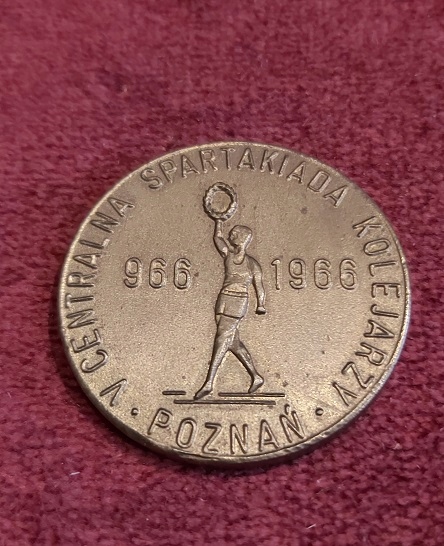 V CENTRALNA SPARTAKIADA KOLEJARZY
966 1966
· POZNAŃ ·